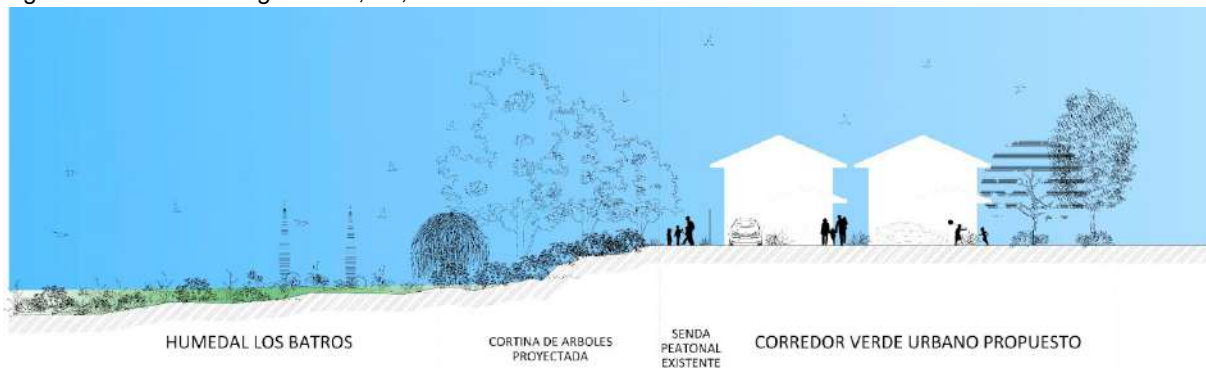 HUMEDAL LOS BATROS
CORTINA DE ARBOLES
PROYECTADA
SENDA
PEATONAL
EXISTENTE
CORREDOR VERDE URBANO PROPUESTO